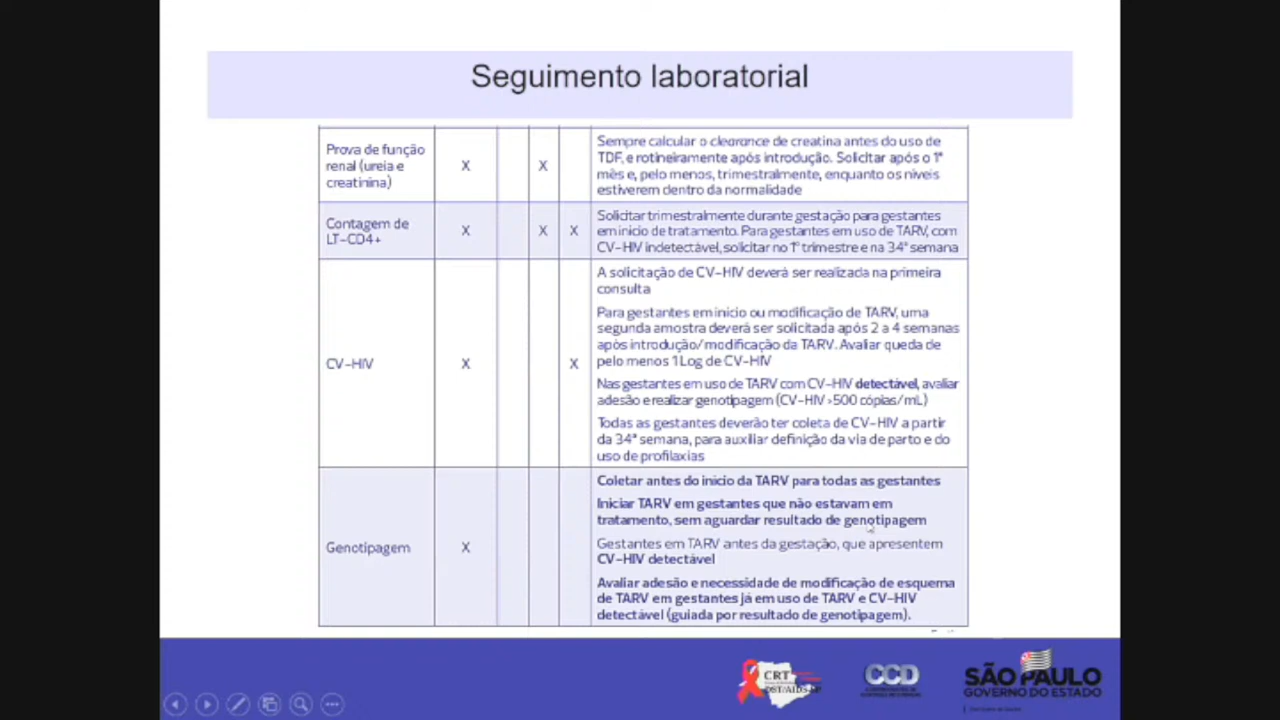 Seguimento laboratorial
Prova de função
renal (ureia e
creatinina)
X
X
Sempre calcular o clearance de creatina antes do uso de
TDF, e rotineiramente após introdução. Solicitar após o 1º
mês e, pelo menos, trimestralmente, enquanto os níveis
estiverem dentro da normalidade
Contagem de
LT-CD4+
X
X
X
Solicitar trimestralmente durante gestação para gestantes
em início de tratamento. Para gestantes em uso de TARV, com
CV-HIV indetectável, solicitar no 1º trimestre e na 34ª semana
CV-HIV
X
X
A solicitação de CV-HIV deverá ser realizada na primeira
consulta
Para gestantes em início ou modificação de TARV, uma
segunda amostra deverá ser solicitada após 2 a 4 semanas
após introdução/modificação da TARV. Avaliar queda de
pelo menos 1 Log de CV-HIV
Nas gestantes em uso de TARV com CV-HIV detectável, avaliar
adesão e realizar genotipagem (CV-HIV >500 cópias/mL)
Todas as gestantes deverão ter coleta de CV-HIV a partir
da 34ª semana, para auxiliar definição da via de parto e do
uso de profilaxias
Genotipagem
X
Coletar antes do início da TARV para todas as gestantes
Iniciar TARV em gestantes que não estavam em
tratamento, sem aguardar resultado de genotipagem
Gestantes em TARV antes da gestação, que apresentem
CV-HIV detectável
Avaliar adesão e necessidade de modificação de esquema
de TARV em gestantes já em uso de TARV e CV-HIV
detectável (guiada por resultado de genotipagem).
CRT
DST/AIDS-SP
CCD
SÃO PAULO
GOVERNO DO ESTADO